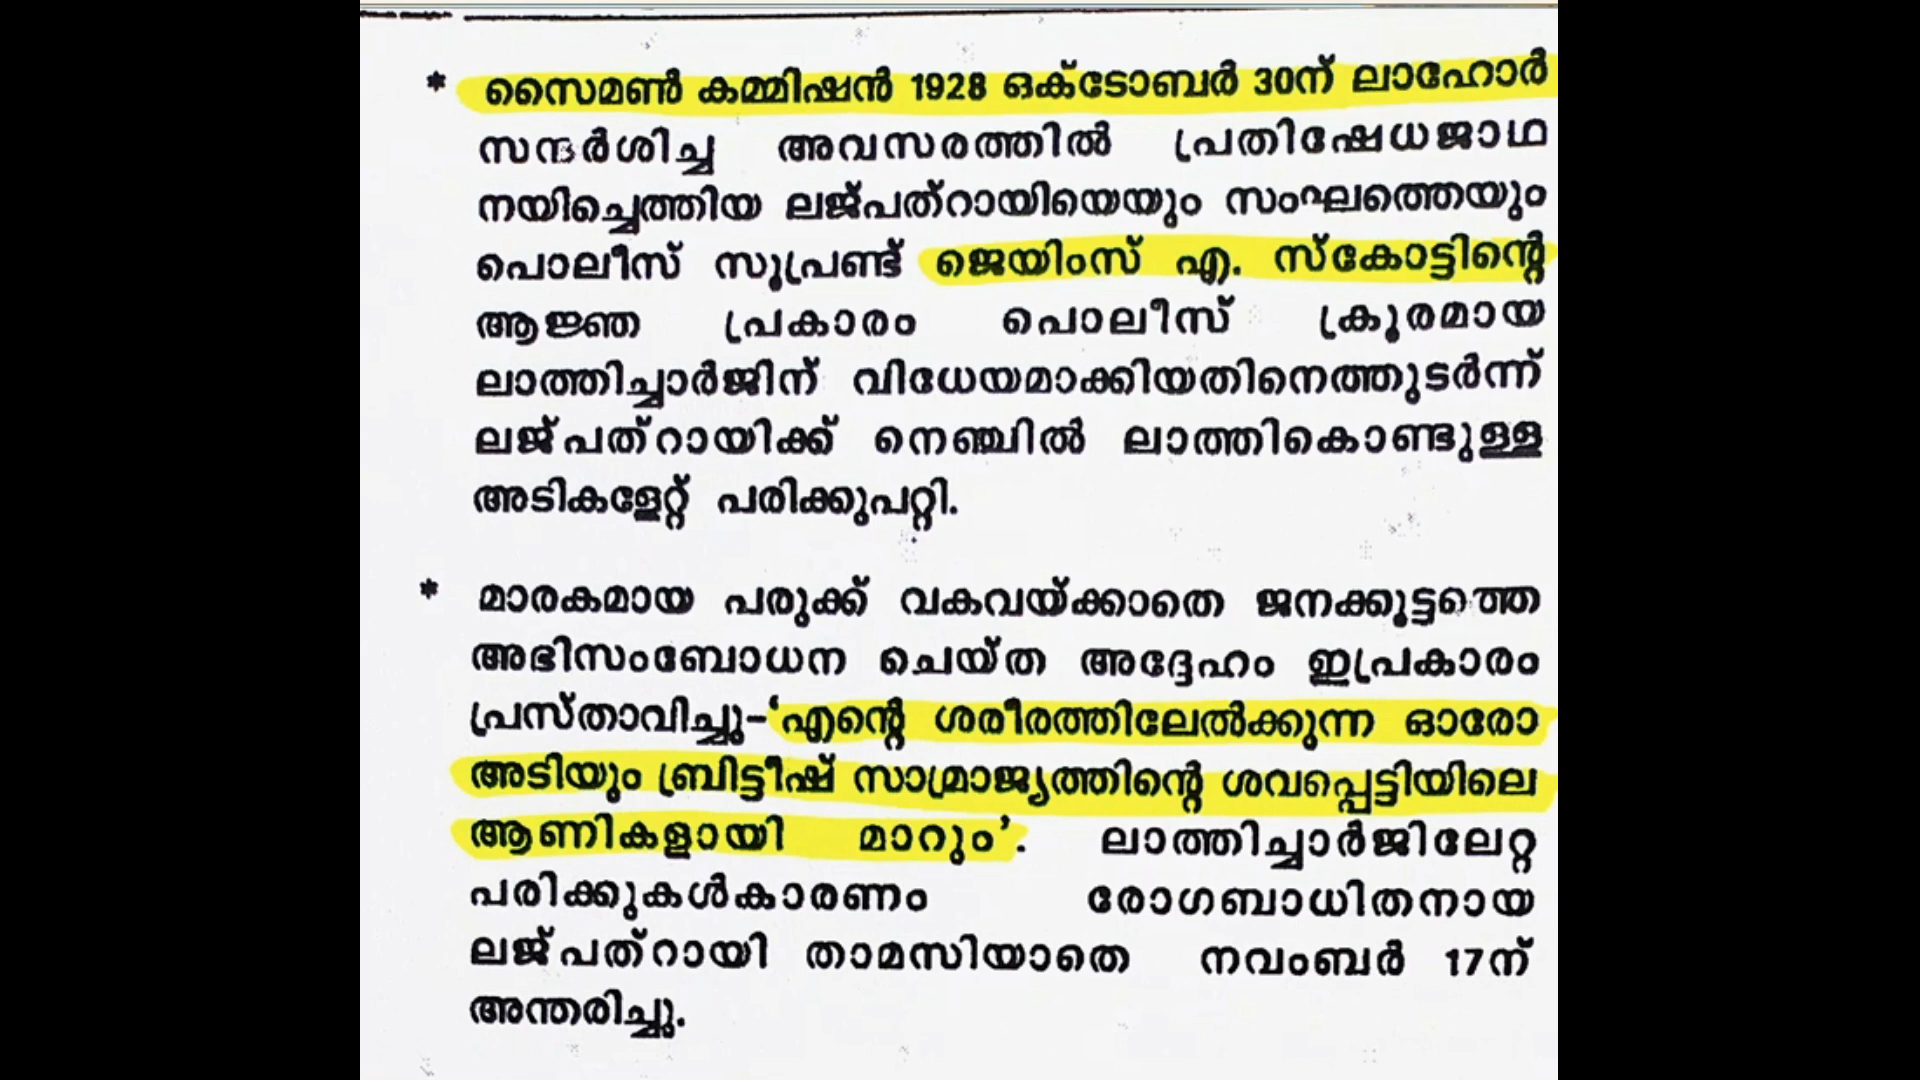 * സൈമൺ കമ്മിഷൻ 1928 ഒക്ടോബർ 30ന് ലാഹോർ
സന്ദർശിച്ച അവസരത്തിൽ പ്രതിഷേധജാഥ
നയിച്ചെത്തിയ ലജ്പത്റായിയെയും സംഘത്തെയും
പൊലീസ് സൂപ്രണ്ട് ജെയിംസ് എ. സ്കോട്ടിന്റെ
ആജ്ഞ പ്രകാരം പൊലീസ് ക്രൂരമായ
ലാത്തിച്ചാർജിന് വിധേയമാക്കിയതിനെത്തുടർന്ന്
ലജ്പത്റായിക്ക് നെഞ്ചിൽ ലാത്തികൊണ്ടുള്ള
അടികളേറ്റ് പരിക്കുപറ്റി.
* മാരകമായ പരുക്ക് വകവയ്ക്കാതെ ജനക്കൂട്ടത്തെ
അഭിസംബോധന ചെയ്ത അദ്ദേഹം ഇപ്രകാരം
പ്രസ്താവിച്ചു-‘എന്റെ ശരീരത്തിലേൽക്കുന്ന ഓരോ
അടിയും ബ്രിട്ടീഷ് സാമ്രാജ്യത്തിന്റെ ശവപ്പെട്ടിയിലെ
ആണികളായി മാറും’. ലാത്തിച്ചാർജിലേറ്റ
പരിക്കുകൾകാരണം രോഗബാധിതനായ
ലജ്പത്റായി താമസിയാതെ നവംബർ 17ന്
അന്തരിച്ചു.